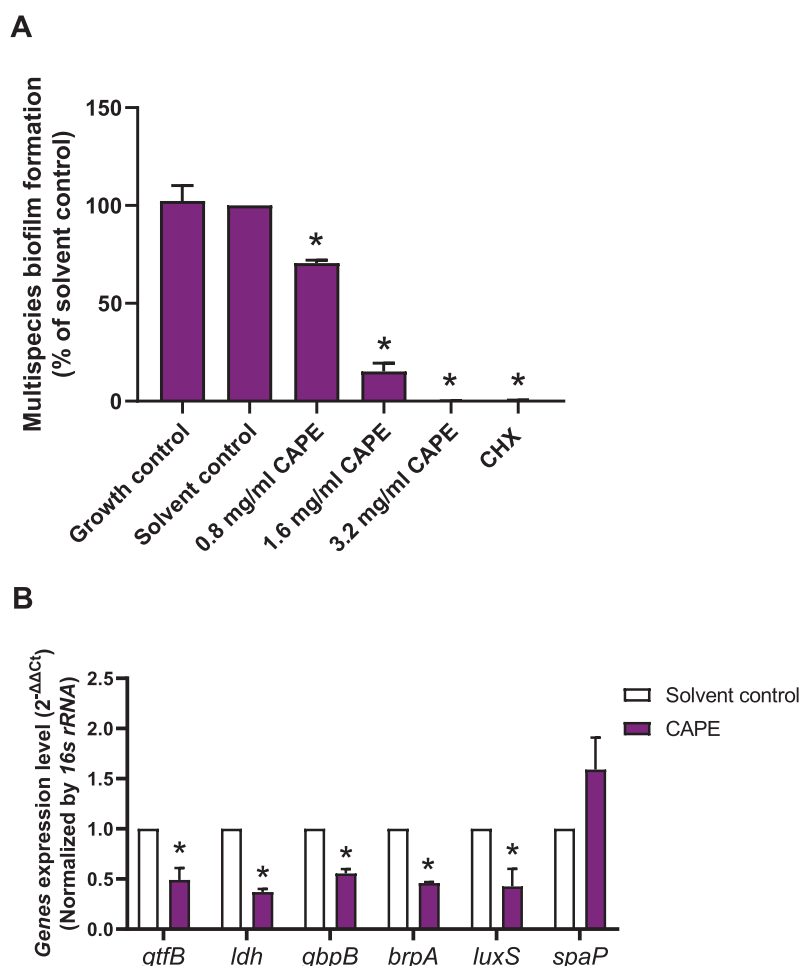 A
Multispecies biofilm formation
(% of solvent control)
150
100
50
0
*
*
*
*
Growth control
Solvent control
0.8 mg/ml CAPE
1.6 mg/ml CAPE
3.2 mg/ml CAPE
CHX
B
Genes expression level (2-ΔΔCt)
(Normalized by 16s rRNA)
2.5
2.0
1.5
1.0
0.5
0.0
*
*
*
*
*
gtfB
ldh
gbpB
brpA
luxS
spaP
Solvent control
CAPE